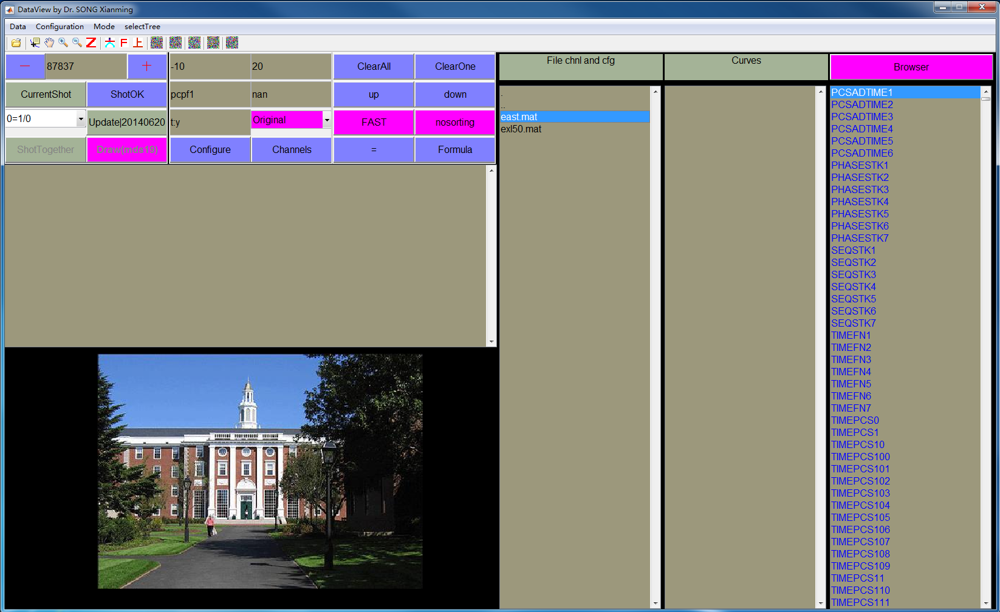 DataView by Dr. SONG Xianming
Data Configuration Mode selectTree
87837 -10 20 ClearAll ClearOne
CurrentShot ShotOK pcpf1 nan up down
0=1/0 Update|20140620 t:y Original FAST nosorting
ShotTogether Draw(mds19) Configure Channels = Formula
File chnl and cfg
.
..
east.mat
exl50.mat
Curves
Browser
PCSADTIME1
PCSADTIME2
PCSADTIME3
PCSADTIME4
PCSADTIME5
PCSADTIME6
PHASESTK1
PHASESTK2
PHASESTK3
PHASESTK4
PHASESTK5
PHASESTK6
PHASESTK7
SEQSTK1
SEQSTK2
SEQSTK3
SEQSTK4
SEQSTK5
SEQSTK6
SEQSTK7
TIMEFN1
TIMEFN2
TIMEFN3
TIMEFN4
TIMEFN5
TIMEFN6
TIMEFN7
TIMEPCS0
TIMEPCS1
TIMEPCS10
TIMEPCS100
TIMEPCS101
TIMEPCS102
TIMEPCS103
TIMEPCS104
TIMEPCS105
TIMEPCS106
TIMEPCS107
TIMEPCS108
TIMEPCS109
TIMEPCS11
TIMEPCS110
TIMEPCS111